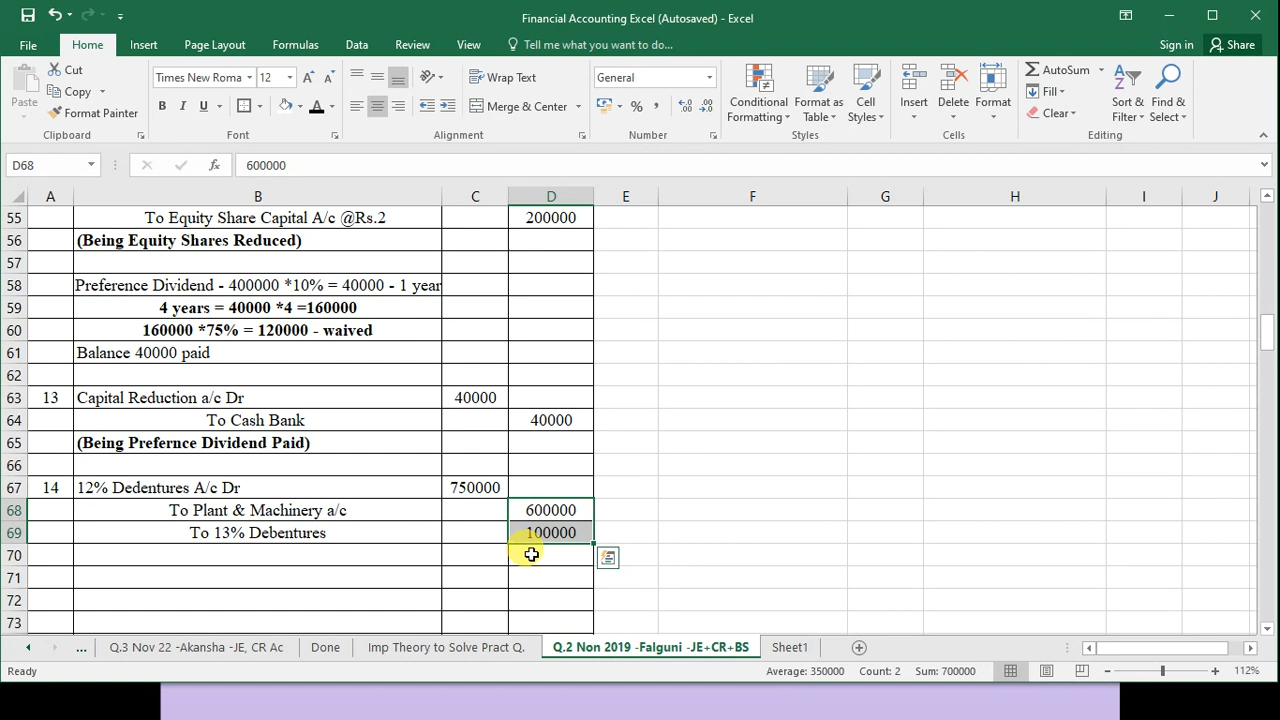 Financial Accounting Excel (Autosaved) - Excel
File Home Insert Page Layout Formulas Data Review View Tell me what you want to do... Sign in Share
Paste Cut Copy Format Painter Clipboard
Times New Roma 12 A A B I U A Font
Wrap Text Merge & Center Alignment
General % , Number
Conditional Formatting Format as Table Cell Styles Styles
Insert Delete Format Cells
AutoSum Fill Clear Sort & Filter Find & Select Editing
D68 fx 600000
A B C D E F G H I J
55 To Equity Share Capital A/c @Rs.2 200000
56 (Being Equity Shares Reduced)
57
58 Preference Dividend - 400000 *10% = 40000 - 1 year
59 4 years = 40000 *4 =160000
60 160000 *75% = 120000 - waived
61 Balance 40000 paid
62
63 13 Capital Reduction a/c Dr 40000
64 To Cash Bank 40000
65 (Being Prefernce Dividend Paid)
66
67 14 12% Dedentures A/c Dr 750000
68 To Plant & Machinery a/c 600000
69 To 13% Debentures 100000
70
71
72
73
... Q.3 Nov 22 -Akansha -JE, CR Ac Done Imp Theory to Solve Pract Q. Q.2 Non 2019 -Falguni -JE+CR+BS Sheet1
Ready Average: 350000 Count: 2 Sum: 700000 112%